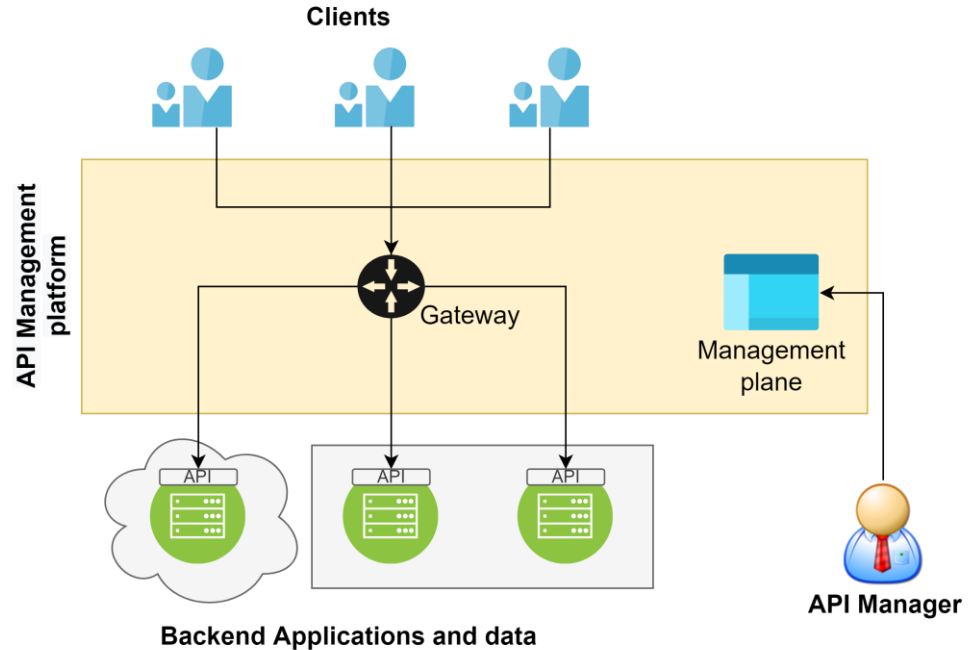 Clients
API Management
platform
Gateway
Management
plane
API
API
API
API Manager
Backend Applications and data